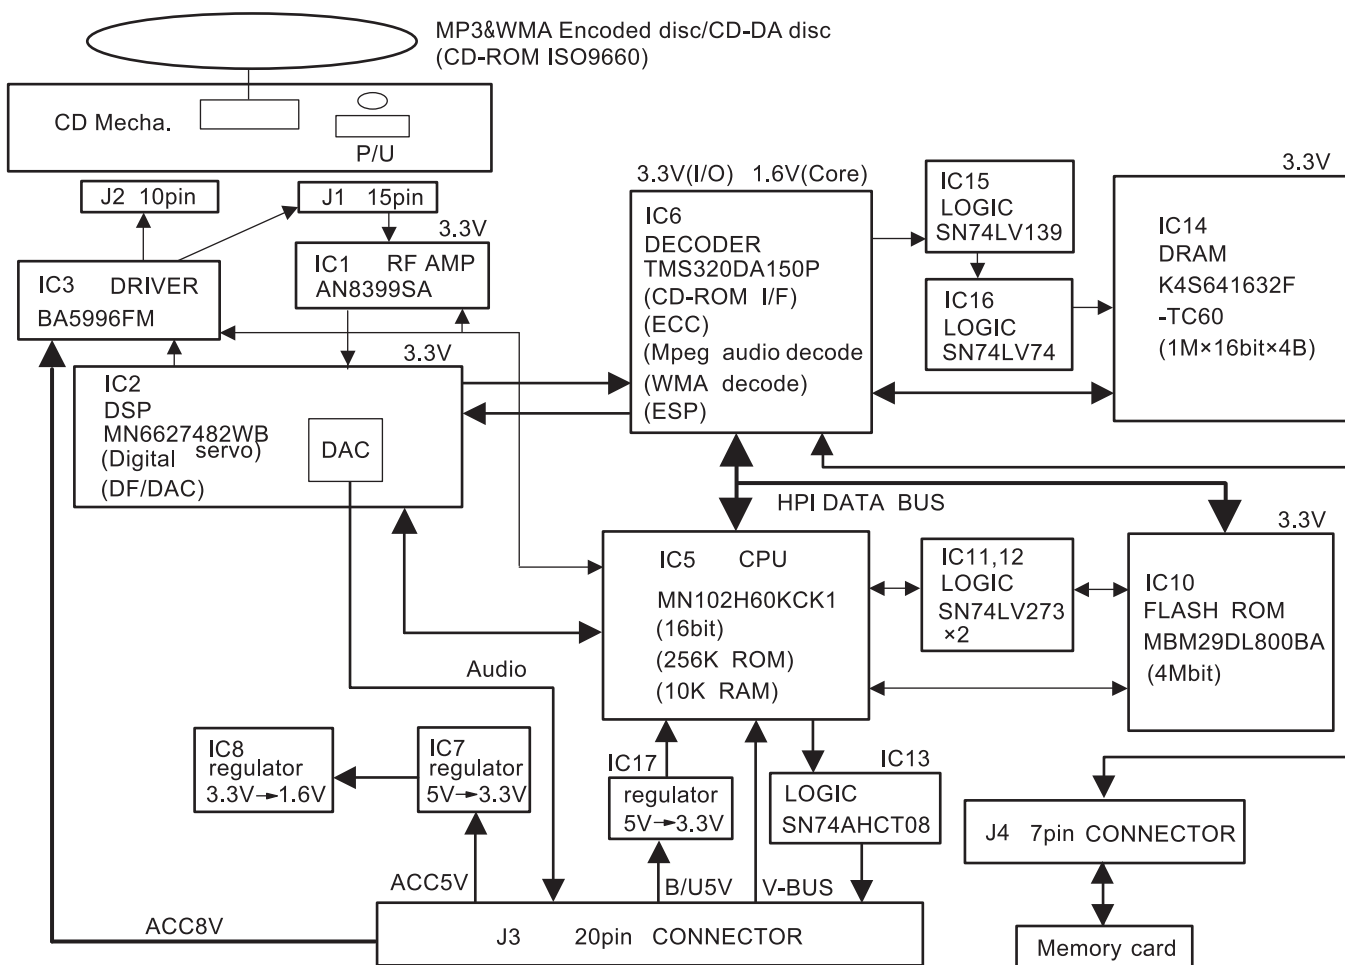 MP3&WMA Encoded disc/CD-DA disc
(CD-ROM ISO9660)
CD Mecha.
P/U
J2 10pin
J1 15pin
3.3V
IC3 DRIVER
BA5996FM
IC1 RF AMP
AN8399SA
3.3V
IC2
DSP
MN6627482WB
(Digital servo)
(DF/DAC)
DAC
3.3V(I/O) 1.6V(Core)
IC6
DECODER
TMS320DA150P
(CD-ROM I/F)
(ECC)
(Mpeg audio decode
(WMA decode)
(ESP)
IC15
LOGIC
SN74LV139
IC16
LOGIC
SN74LV74
3.3V
IC14
DRAM
K4S641632F
-TC60
(1M×16bit×4B)
HPI DATA BUS
IC5 CPU
MN102H60KCK1
(16bit)
(256K ROM)
(10K RAM)
IC11,12
LOGIC
SN74LV273
×2
3.3V
IC10
FLASH ROM
MBM29DL800BA
(4Mbit)
Audio
IC8
regulator
3.3V→1.6V
IC7
regulator
5V→3.3V
IC17
regulator
5V→3.3V
IC13
LOGIC
SN74AHCT08
J4 7pin CONNECTOR
ACC5V
B/U5V
V-BUS
ACC8V
J3 20pin CONNECTOR
Memory card